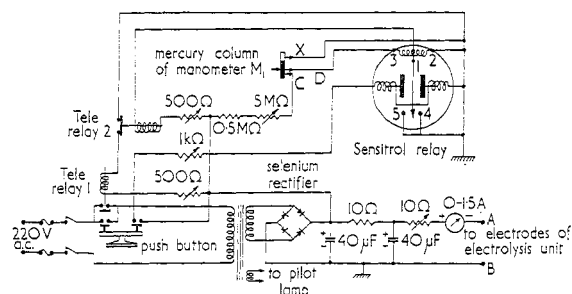 mercury column
of manometer M1
X
C
D
3
2
5
4
Sensitrol relay
Tele
relay 2
500Ω
0·5MΩ
5MΩ
1kΩ
Tele
relay 1
500Ω
selenium
rectifier
220V
a.c.
push button
10Ω
10Ω
0-1.5A
40μF
40μF
A
to electrodes of
electrolysis unit
B
to pilot
lamp